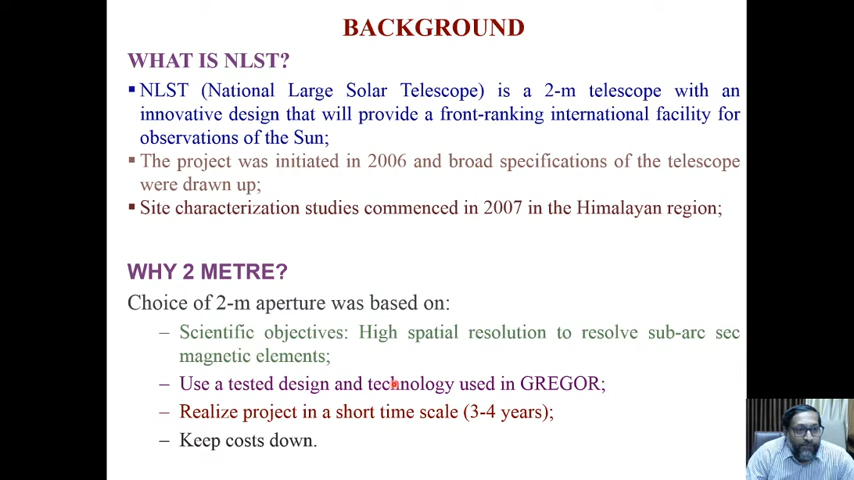 BACKGROUND
WHAT IS NLST?
▪NLST (National Large Solar Telescope) is a 2-m telescope with an
innovative design that will provide a front-ranking international facility for
observations of the Sun;
▪The project was initiated in 2006 and broad specifications of the telescope
were drawn up;
▪Site characterization studies commenced in 2007 in the Himalayan region;
WHY 2 METRE?
Choice of 2-m aperture was based on:
– Scientific objectives: High spatial resolution to resolve sub-arc sec
magnetic elements;
– Use a tested design and technology used in GREGOR;
– Realize project in a short time scale (3-4 years);
– Keep costs down.